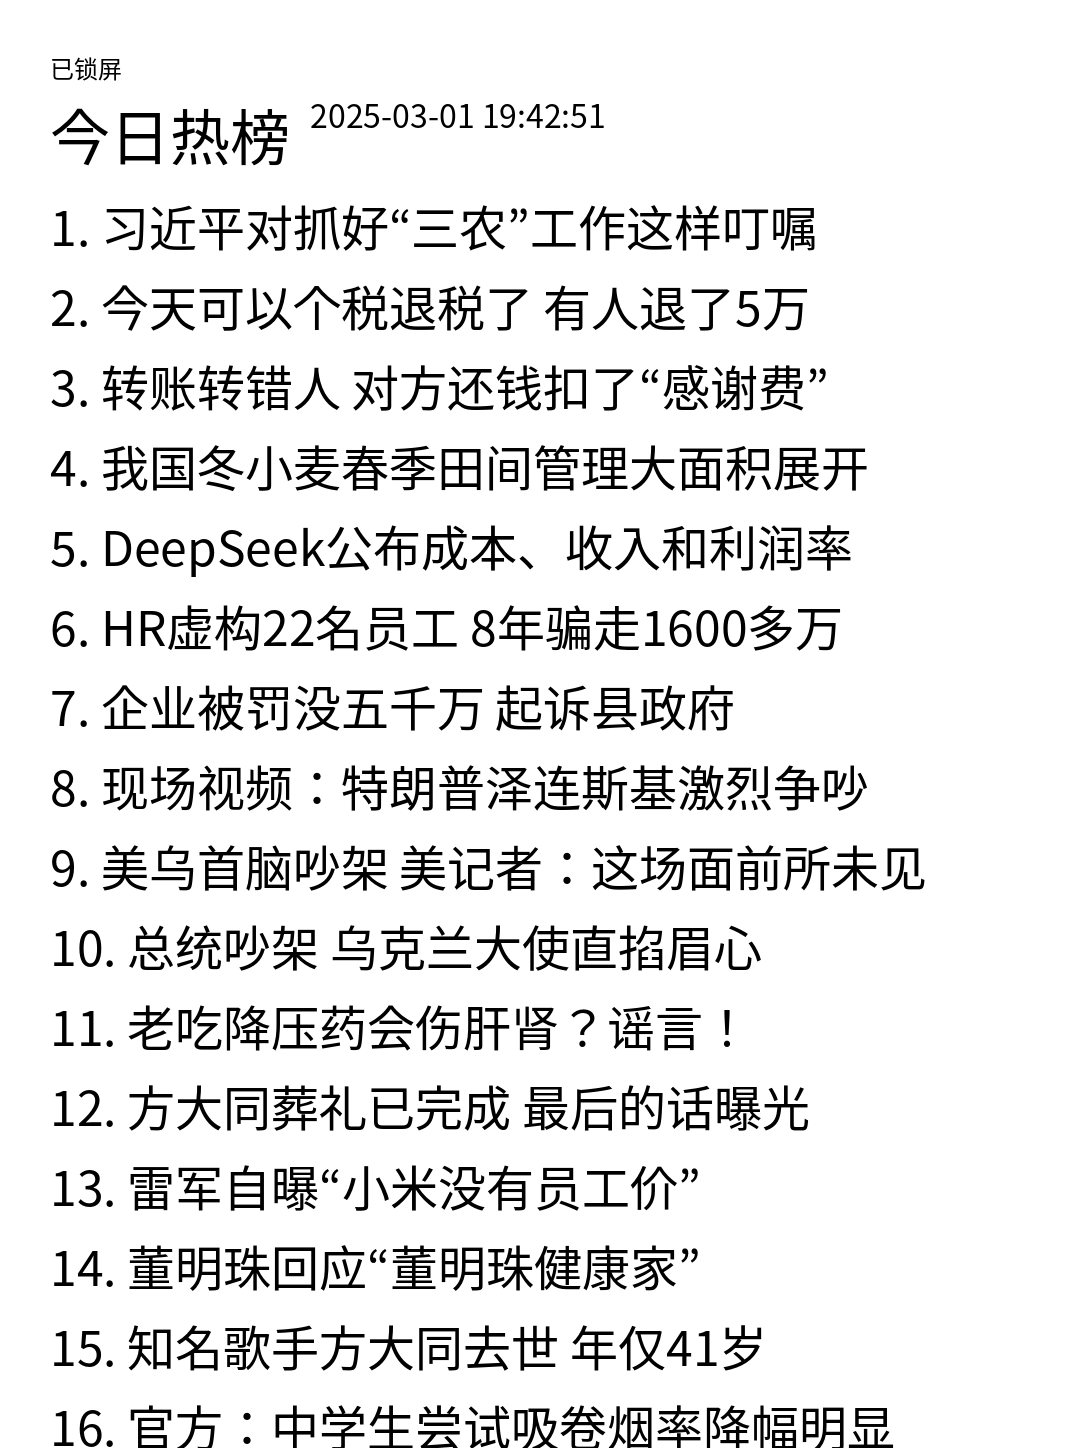 已锁屏
今日热榜 2025-03-01 19:42:51
1. 习近平对抓好“三农”工作这样叮嘱
2. 今天可以个税退税了 有人退了5万
3. 转账转错人 对方还钱扣了“感谢费”
4. 我国冬小麦春季田间管理大面积展开
5. DeepSeek公布成本、收入和利润率
6. HR虚构22名员工 8年骗走1600多万
7. 企业被罚没五千万 起诉县政府
8. 现场视频：特朗普泽连斯基激烈争吵
9. 美乌首脑吵架 美记者：这场面前所未见
10. 总统吵架 乌克兰大使直掐眉心
11. 老吃降压药会伤肝肾？谣言！
12. 方大同葬礼已完成 最后的话曝光
13. 雷军自曝“小米没有员工价”
14. 董明珠回应“董明珠健康家”
15. 知名歌手方大同去世 年仅41岁
16. 官方：中学生尝试吸卷烟率降幅明显